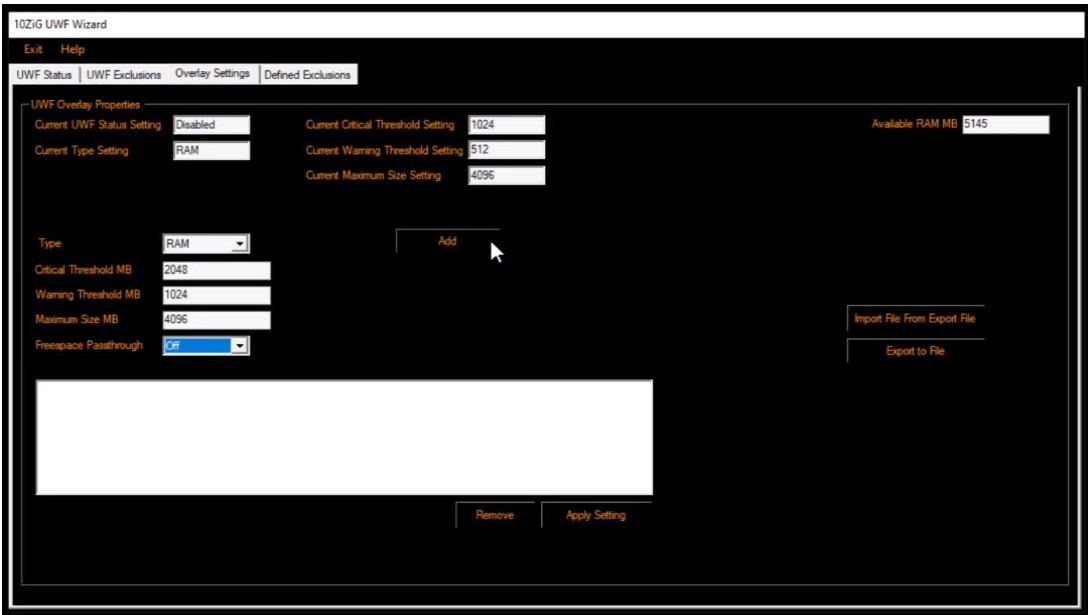 10ZiG UWF Wizard
Exit Help
UWF Status UWF Exclusions Overlay Settings Defined Exclusions
UWF Overlay Properties
Current UWF Status Setting Disabled Current Critical Threshold Setting 1024 Available RAM MB 5145
Current Type Setting RAM Current Warning Threshold Setting 512
Current Maximum Size Setting 4096
Type RAM Add
Critical Threshold MB 2048
Warning Threshold MB 1024
Maximum Size MB 4096 Import File From Export File
Freespace Passthrough Off Export to File
Remove Apply Setting